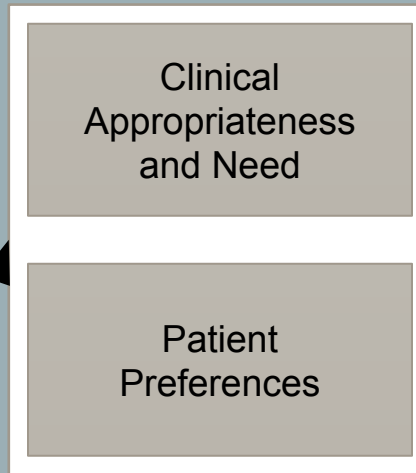 Clinical
Appropriateness
and Need
Patient
Preferences